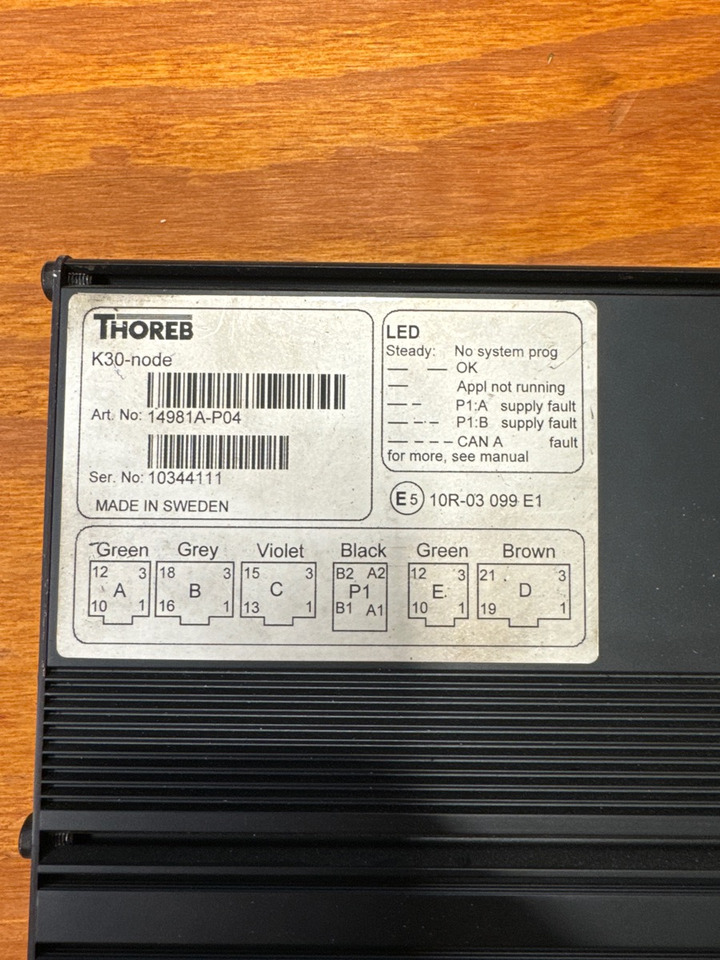 THOREB
K30-node
Art. No: 14981A-P04
Ser. No: 10344111
MADE IN SWEDEN
LED
Steady: No system prog
— — OK
— Appl not running
— - P1:A supply fault
— - - P1:B supply fault
— - - - CAN A fault
for more, see manual
E5 10R-03 099 E1
Green Grey Violet Black Green Brown
12 3 18 3 15 3 B2 A2 12 3 21 3
A B C P1 E D
10 1 16 1 13 1 B1 A1 10 1 19 1